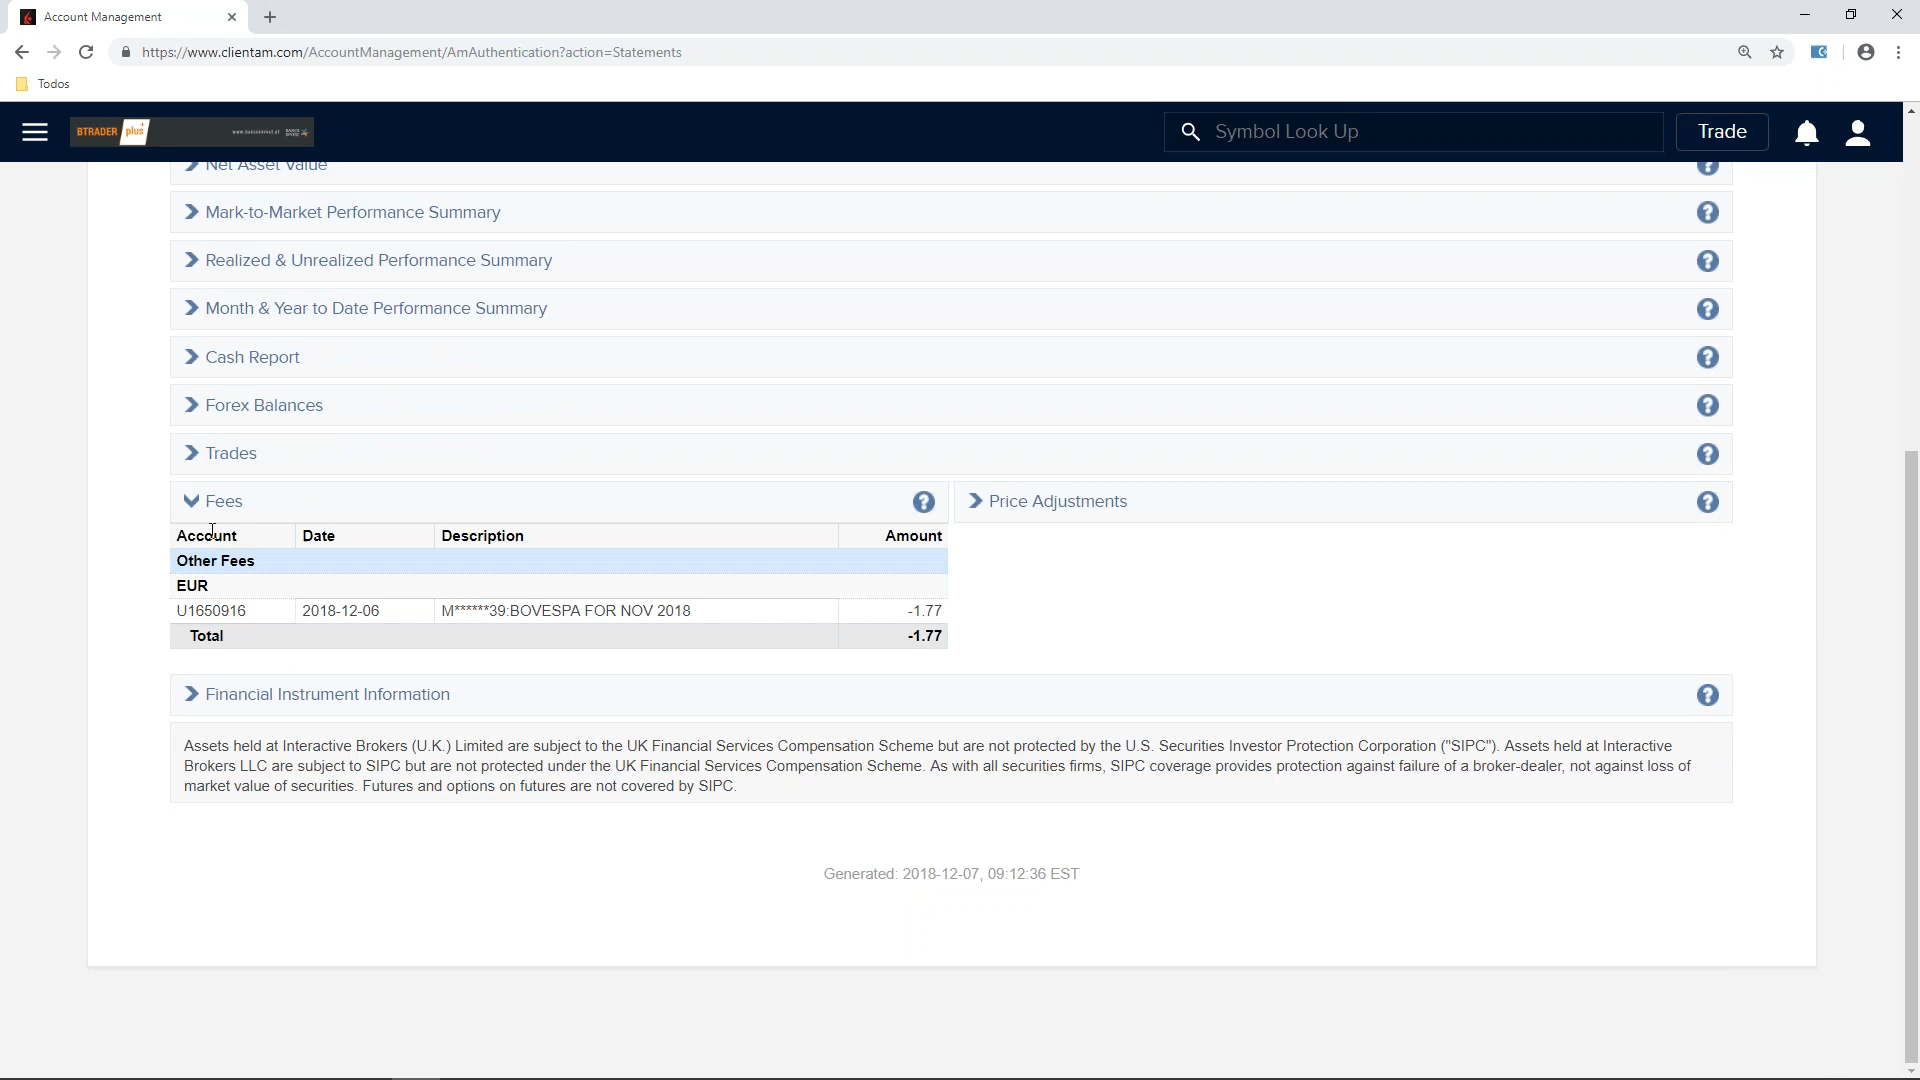 Account Management
https://www.clientam.com/AccountManagement/AmAuthentication?action=Statements
Todos
BTRADER plus+ www.bancoinvest.pt BANCO INVEST
Symbol Look Up
Trade
Net Asset Value
Mark-to-Market Performance Summary
Realized & Unrealized Performance Summary
Month & Year to Date Performance Summary
Cash Report
Forex Balances
Trades
Fees
Price Adjustments
Account Date Description Amount
Other Fees
EUR
U1650916 2018-12-06 M******39:BOVESPA FOR NOV 2018 -1.77
Total -1.77
Financial Instrument Information
Assets held at Interactive Brokers (U.K.) Limited are subject to the UK Financial Services Compensation Scheme but are not protected by the U.S. Securities Investor Protection Corporation ("SIPC"). Assets held at Interactive
Brokers LLC are subject to SIPC but are not protected under the UK Financial Services Compensation Scheme. As with all securities firms, SIPC coverage provides protection against failure of a broker-dealer, not against loss of
market value of securities. Futures and options on futures are not covered by SIPC.
Generated: 2018-12-07, 09:12:36 EST